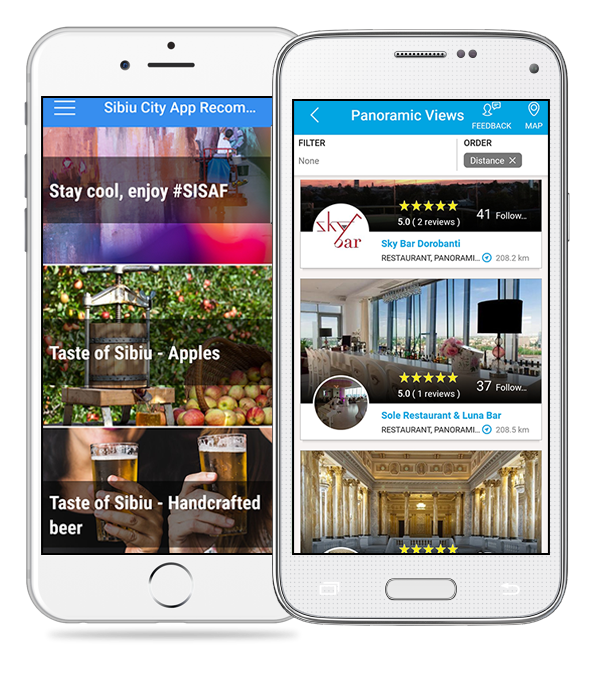 Sibiu City App Recom...
Stay cool, enjoy #SISAF
Taste of Sibiu - Apples
Taste of Sibiu - Handcrafted
beer
Panoramic Views
FEEDBACK
MAP
FILTER
None
ORDER
Distance ✕
sky
bar
5.0 ( 2 reviews )
41 Follow...
Sky Bar Dorobanti
RESTAURANT, PANORAMI...
208.2 km
5.0 ( 1 reviews )
37 Follow...
Sole Restaurant & Luna Bar
RESTAURANT, PANORAMI...
208.5 km